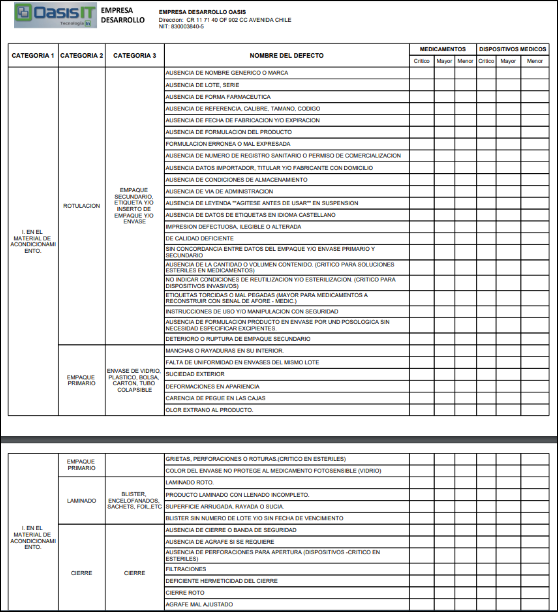 OasisIT
Tecnología
EMPRESA
DESARROLLO
EMPRESA DESARROLLO OASIS
Direccion: CR 11 71 40 OF 902 CC AVENIDA CHILE
NIT: 830003840-5
CATEGORIA 1 CATEGORIA 2 CATEGORIA 3 NOMBRE DEL DEFECTO MEDICAMENTOS DISPOSITIVOS MEDICOS
Critico Mayor Menor Critico Mayor Menor
I. EN EL
MATERIAL DE
ACONDICIONAMI
ENTO.
ROTULACION
EMPAQUE
SECUNDARIO,
ETIQUETA Y/O
INSERTO DE
EMPAQUE Y/O
ENVASE
AUSENCIA DE NOMBRE GENERICO O MARCA
AUSENCIA DE LOTE, SERIE
AUSENCIA DE FORMA FARMACEUTICA
AUSENCIA DE REFERENCIA, CALIBRE, TAMANO, CODIGO
AUSENCIA DE FECHA DE FABRICACION Y/O EXPIRACION
AUSENCIA DE FORMULACION DEL PRODUCTO
FORMULACION ERRONEA O MAL EXPRESADA
AUSENCIA DE NUMERO DE REGISTRO SANITARIO O PERMISO DE COMERCIALIZACION
AUSENCIA DATOS IMPORTADOR, TITULAR Y/O FABRICANTE CON DOMICILIO
AUSENCIA DE CONDICIONES DE ALMACENAMIENTO
AUSENCIA DE VIA DE ADMINISTRACION
AUSENCIA DE LEYENDA ""AGITESE ANTES DE USAR"" EN SUSPENSION
AUSENCIA DE DATOS DE ETIQUETAS EN IDIOMA CASTELLANO
IMPRESION DEFECTUOSA, ILEGIBLE O ALTERADA
DE CALIDAD DEFICIENTE
SIN CONCORDANCIA ENTRE DATOS DEL EMPAQUE Y/O ENVASE PRIMARIO Y
SECUNDARIO
AUSENCIA DE LA CANTIDAD O VOLUMEN CONTENIDO. (CRITICO PARA SOLUCIONES
ESTERILES EN MEDICAMENTOS)
NO INDICAR CONDICIONES DE REUTILIZACION Y/O ESTERILIZACION. (CRITICO PARA
DISPOSITIVOS INVASIVOS)
ETIQUETAS TORCIDAS O MAL PEGADAS (MAYOR PARA MEDICAMENTOS A
RECONSTRUIR CON SENAL DE AFORE - MEDIC.)
INSTRUCCIONES DE USO Y/O MANIPULACION CON SEGURIDAD
AUSENCIA DE FORMULACION PRODUCTO EN ENVASE POR UND POSOLOGICA SIN
NECESIDAD ESPECIFICAR EXCIPIENTES.
DETERIORO O RUPTURA DE EMPAQUE SECUNDARIO
EMPAQUE
PRIMARIO
ENVASE DE VIDRIO,
PLASTICO, BOLSA,
CARTON, TUBO
COLAPSIBLE
MANCHAS O RAYADURAS EN SU INTERIOR.
FALTA DE UNIFORMIDAD EN ENVASES DEL MISMO LOTE
SUCIEDAD EXTERIOR
DEFORMACIONES EN APARIENCIA
CARENCIA DE PEGUE EN LAS CAJAS
OLOR EXTRANO AL PRODUCTO.
I. EN EL
MATERIAL DE
ACONDICIONAMI
ENTO.
EMPAQUE
PRIMARIO
GRIETAS, PERFORACIONES O ROTURAS.(CRITICO EN ESTERILES)
COLOR DEL ENVASE NO PROTEGE AL MEDICAMENTO FOTOSENSIBLE (VIDRIO)
LAMINADO
BLISTER,
ENCELOFANADOS,
SACHETS, FOIL,ETC
LAMINADO ROTO.
PRODUCTO LAMINADO CON LLENADO INCOMPLETO.
SUPERFICIE ARRUGADA, RAYADA O SUCIA.
BLISTER SIN NUMERO DE LOTE Y/O SIN FECHA DE VENCIMIENTO
CIERRE
CIERRE
AUSENCIA DE CIERRE O BANDA DE SEGURIDAD
AUSENCIA DE AGRAFE SI SE REQUIERE
AUSENCIA DE PERFORACIONES PARA APERTURA.(DISPOSITIVOS -CRITICO EN
ESTERILES)
FILTRACIONES
DEFICIENTE HERMETICIDAD DEL CIERRE
CIERRE ROTO
AGRAFE MAL AJUSTADO